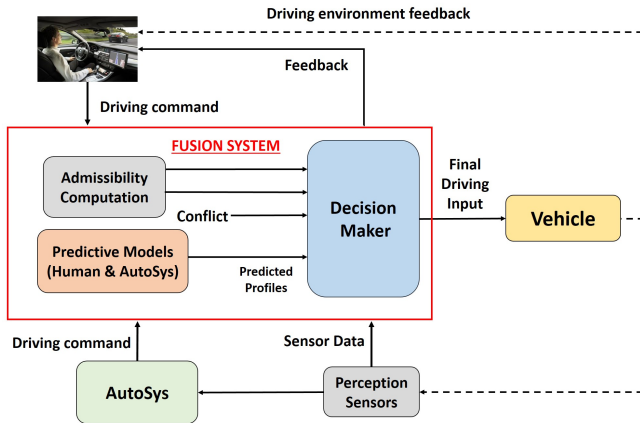 Driving environment feedback
Feedback
Driving command
FUSION SYSTEM
Admissibility
Computation
Conflict
Predictive Models
(Human & AutoSys)
Predicted
Profiles
Decision
Maker
Final
Driving
Input
Vehicle
Driving command
Sensor Data
AutoSys
Perception
Sensors